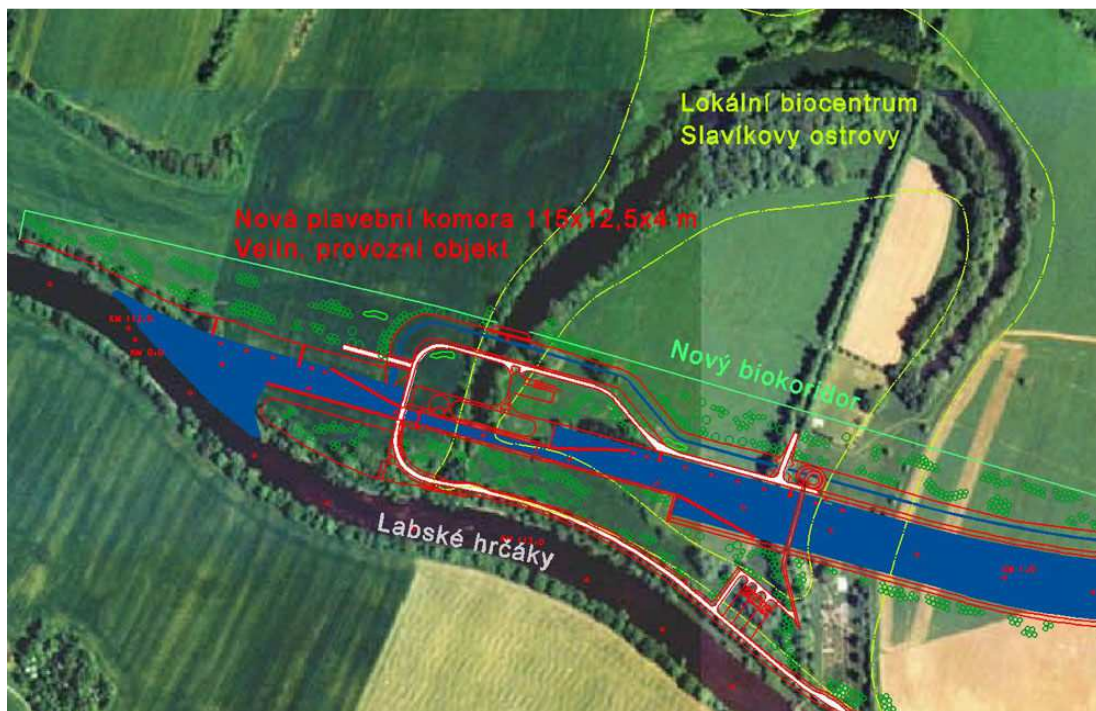 Lokální biocentrum
Slavíkovy ostrovy
Nová plavební komora 115x12,5x4 m
Velín, provozní objekt
Nový biokoridor
Labské hrčáky